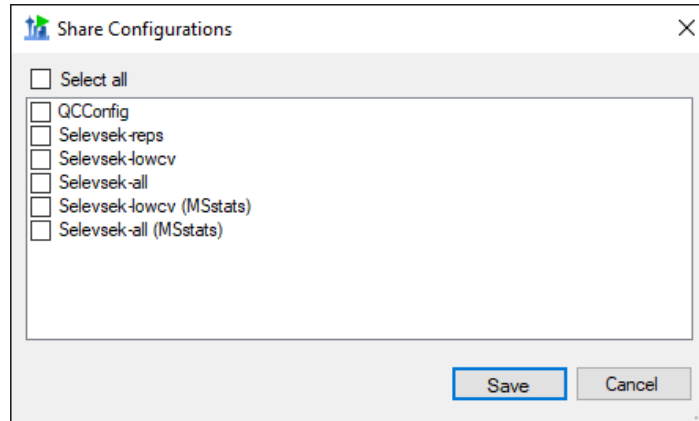 Share Configurations
Select all
QCConfig
Selevsek-reps
Selevsek-lowcv
Selevsek-all
Selevsek-lowcv (MSstats)
Selevsek-all (MSstats)
Save Cancel